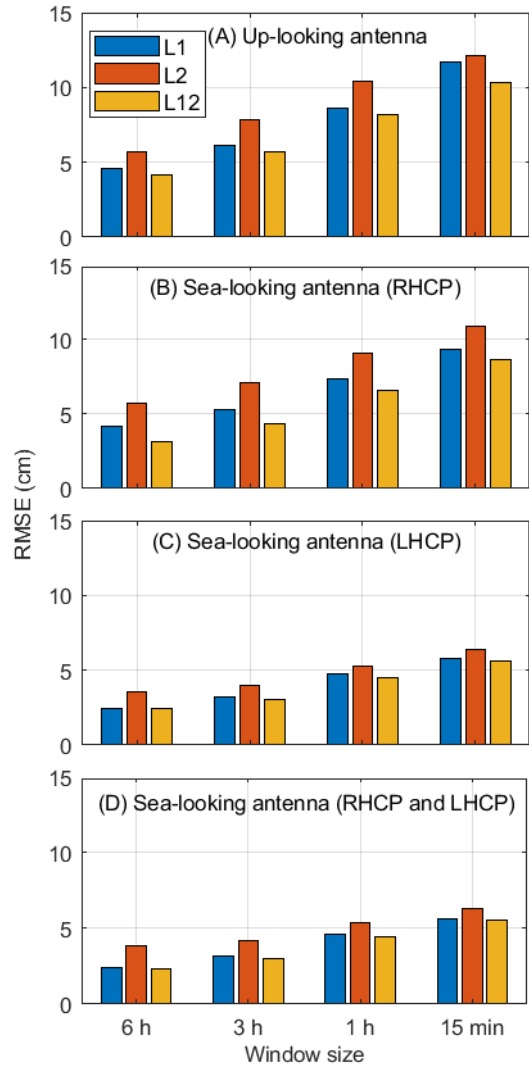 15
(A) Up-looking antenna
L1
L2
L12
10
5
0
15
(B) Sea-looking antenna (RHCP)
10
5
0
15
(C) Sea-looking antenna (LHCP)
10
5
0
15
(D) Sea-looking antenna (RHCP and LHCP)
10
5
0
RMSE (cm)
6 h 3 h 1 h 15 min
Window size